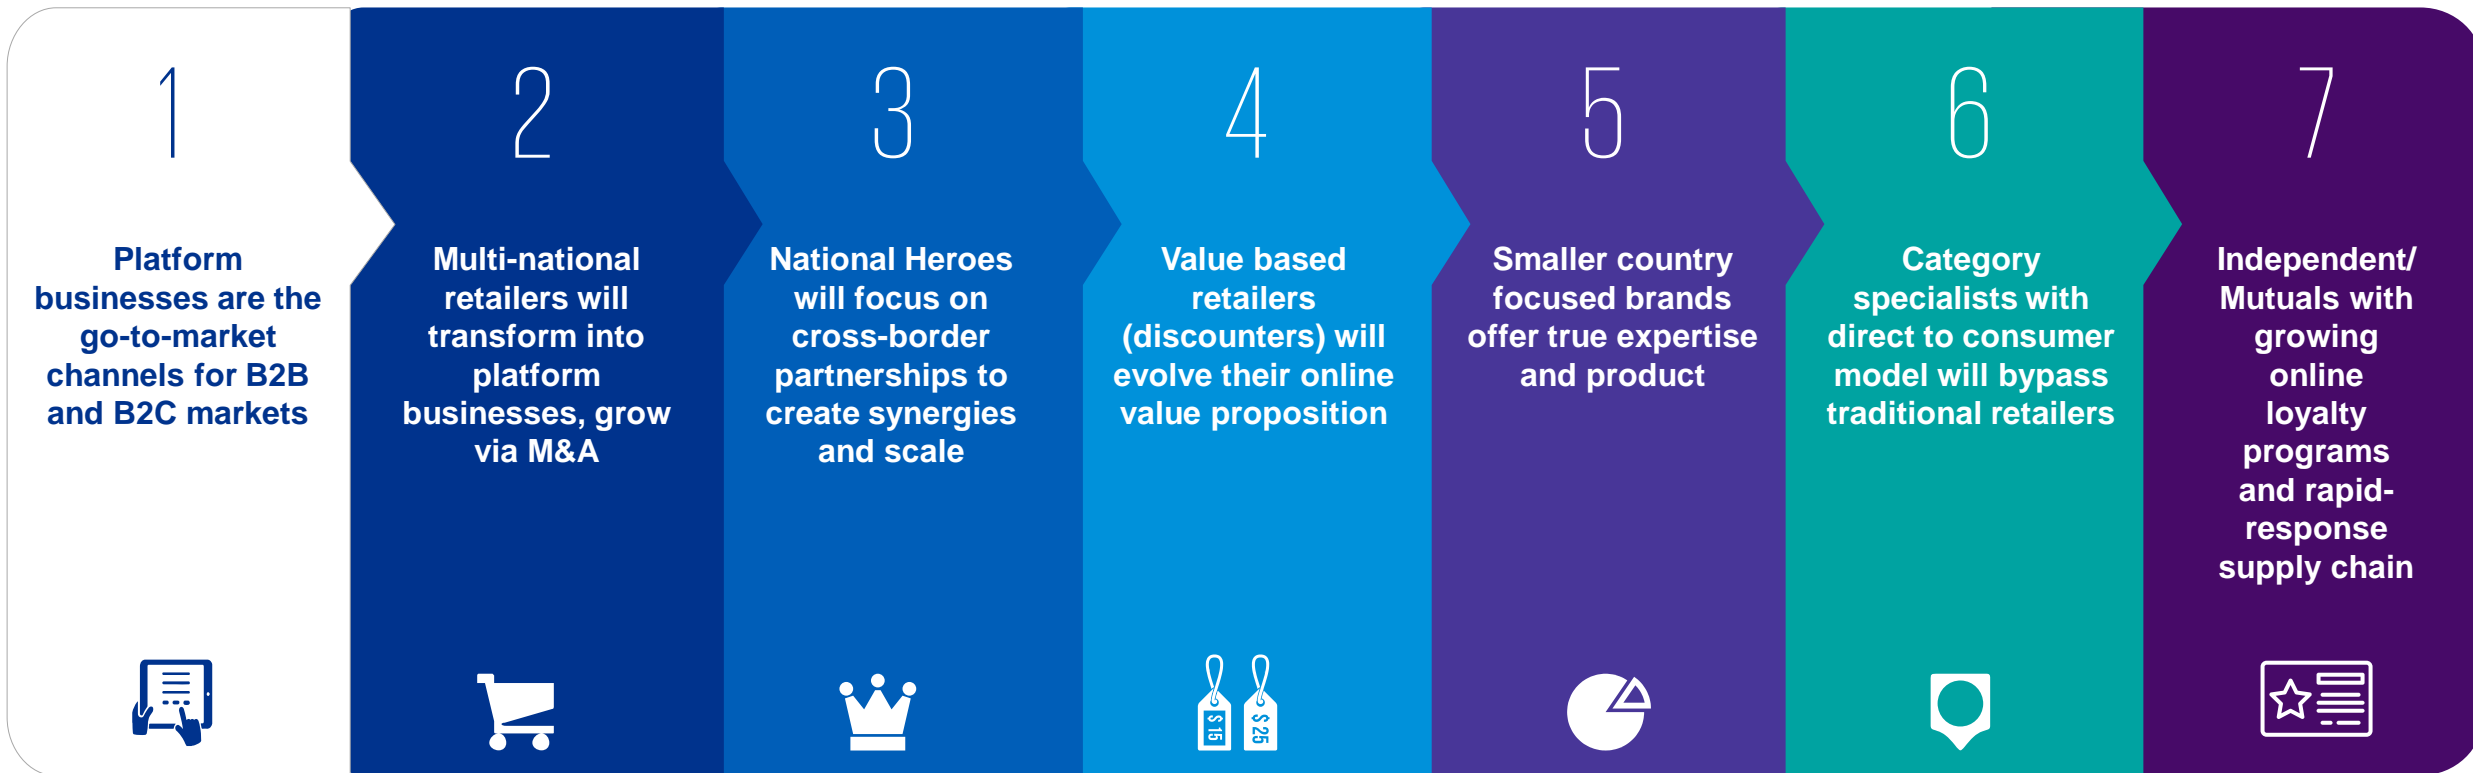 1
Platform
businesses are the
go-to-market
channels for B2B
and B2C markets
2
Multi-national
retailers will
transform into
platform
businesses, grow
via M&A
3
National Heroes
will focus on
cross-border
partnerships to
create synergies
and scale
4
Value based
retailers
(discounters) will
evolve their online
value proposition
$ 15
$ 25
5
Smaller country
focused brands
offer true expertise
and product
6
Category
specialists with
direct to consumer
model will bypass
traditional retailers
7
Independent/
Mutuals with
growing
online
loyalty
programs
and rapid-
response
supply chain